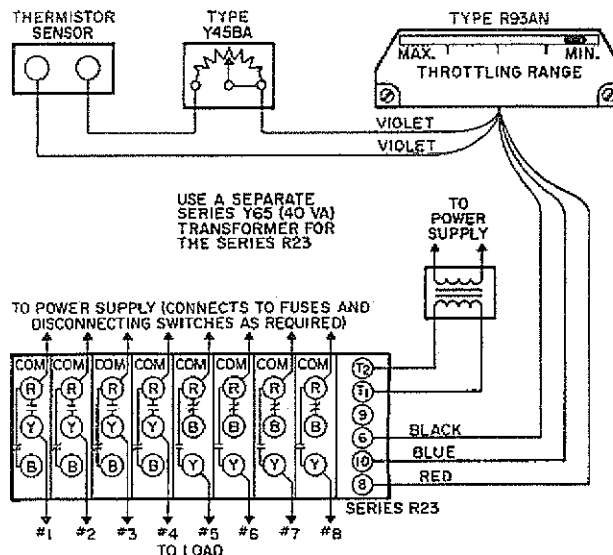 THERMISTOR
SENSOR
TYPE
Y45BA
TYPE R93AN
MAX.
MIN.
THROTTLING RANGE
VIOLET
VIOLET
USE A SEPARATE
SERIES Y65 (40 VA)
TRANSFORMER FOR
THE SERIES R23
TO
POWER
SUPPLY
TO POWER SUPPLY (CONNECTS TO FUSES AND
DISCONNECTING SWITCHES AS REQUIRED)
COM COM COM COM COM COM COM COM
R R R R R R R R
Y Y Y Y B B B B
B B B B Y Y Y Y
T2
T1
9
6
10
8
BLACK
BLUE
RED
SERIES R23
#1 #2 #3 #4 #5 #6 #7 #8
TO LOAD